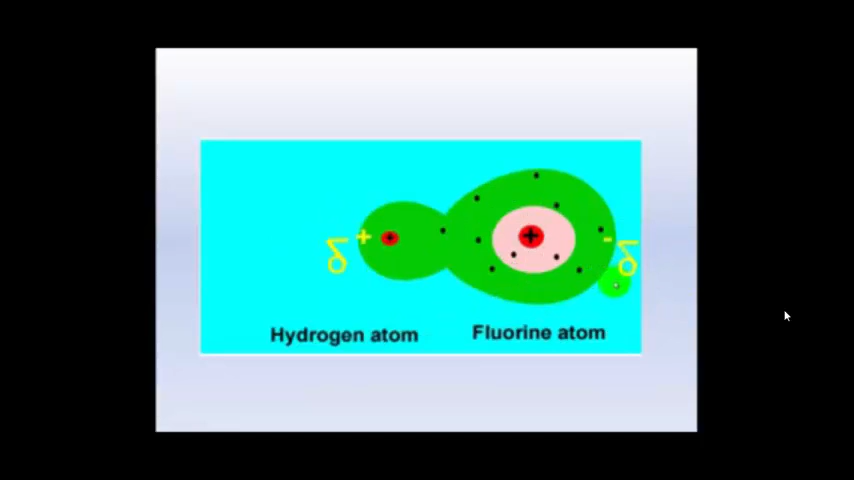 δ+ -δ
+ +
Hydrogen atom Fluorine atom